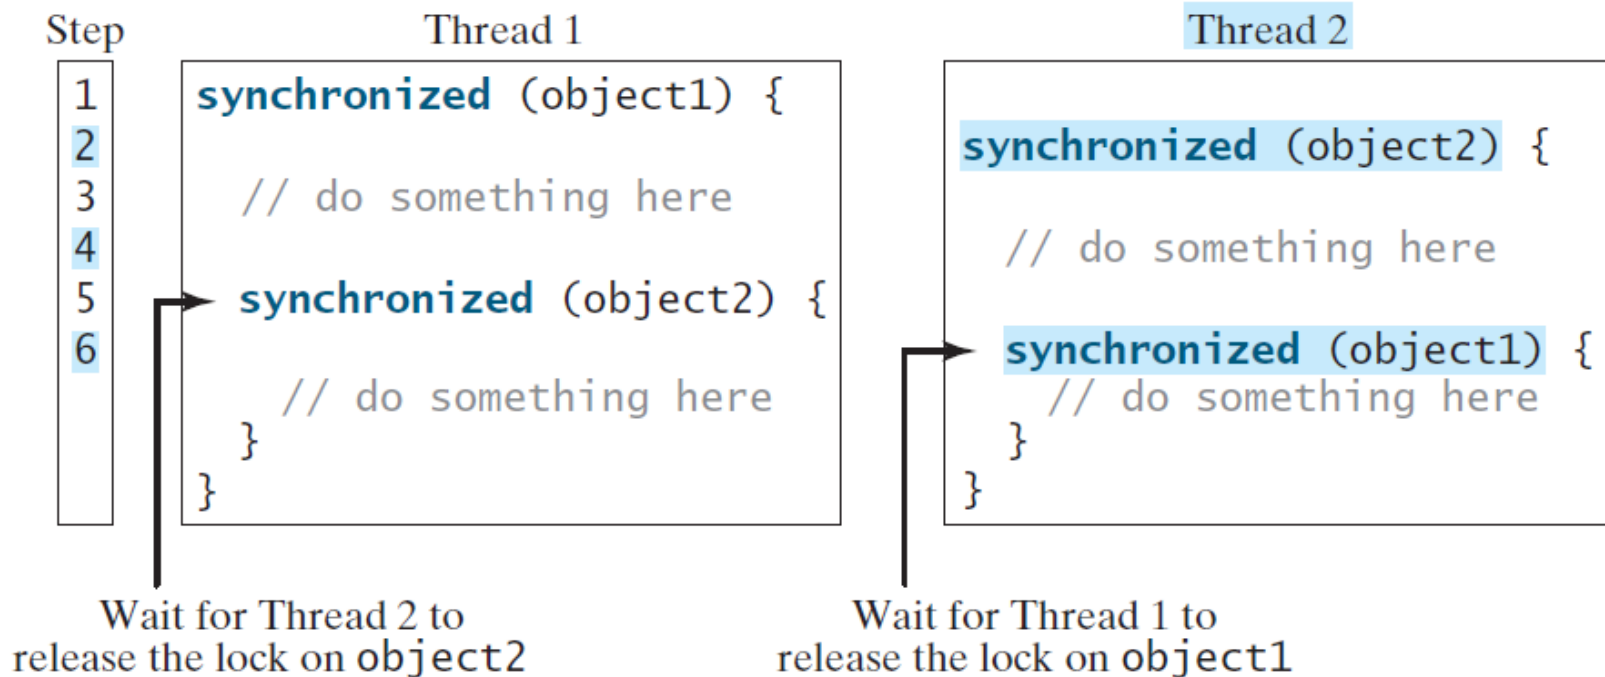 Step Thread 1 Thread 2
1 synchronized (object1) {
2 synchronized (object2) {
3 // do something here
4 // do something here
5 synchronized (object2) {
6 synchronized (object1) {
// do something here // do something here
} }
} }
Wait for Thread 2 to Wait for Thread 1 to
release the lock on object2 release the lock on object1